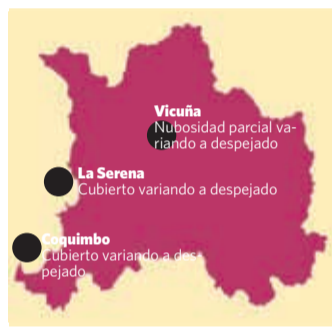 Vicuña
Nubosidad parcial va-
riando a despejado
La Serena
Cubierto variando a despejado
Coquimbo
Cubierto variando a des-
pejado